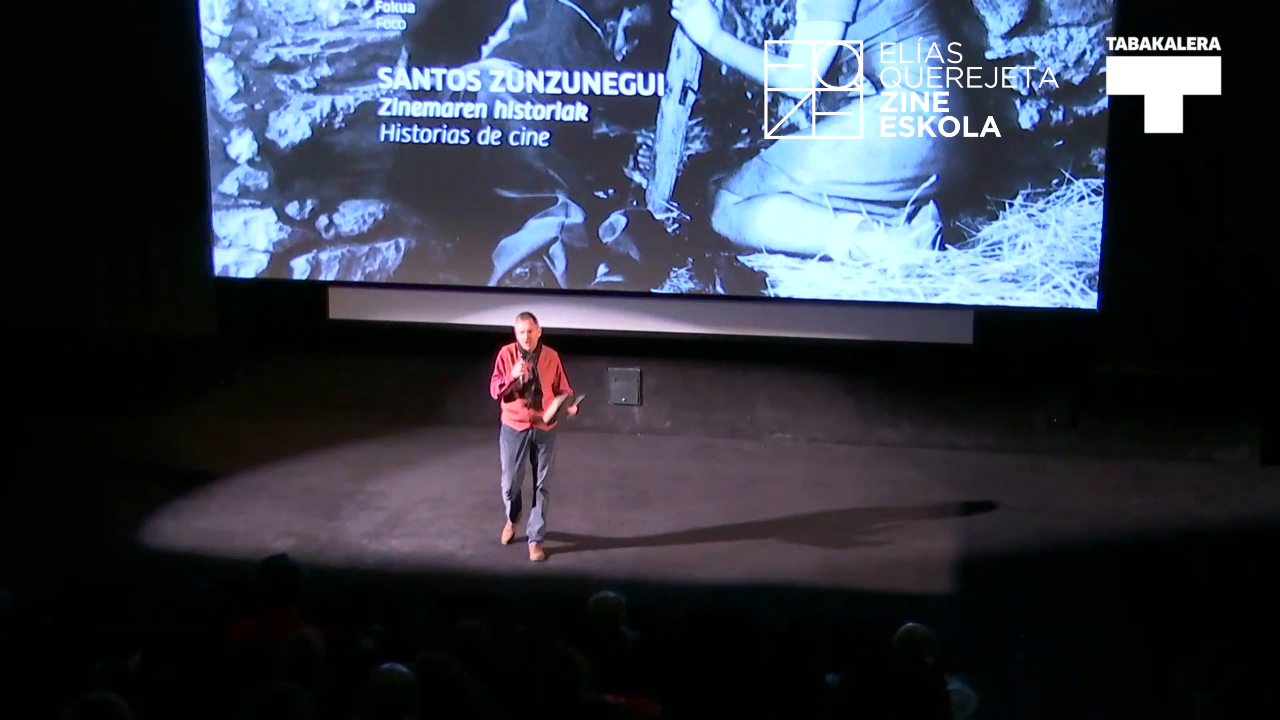 Fokua
Foco
SANTOS ZUNZUNEGUI
Zinemaren historiak
Historias de cine
ELÍAS
QUEREJETA
ZINE
ESKOLA
TABAKALERA